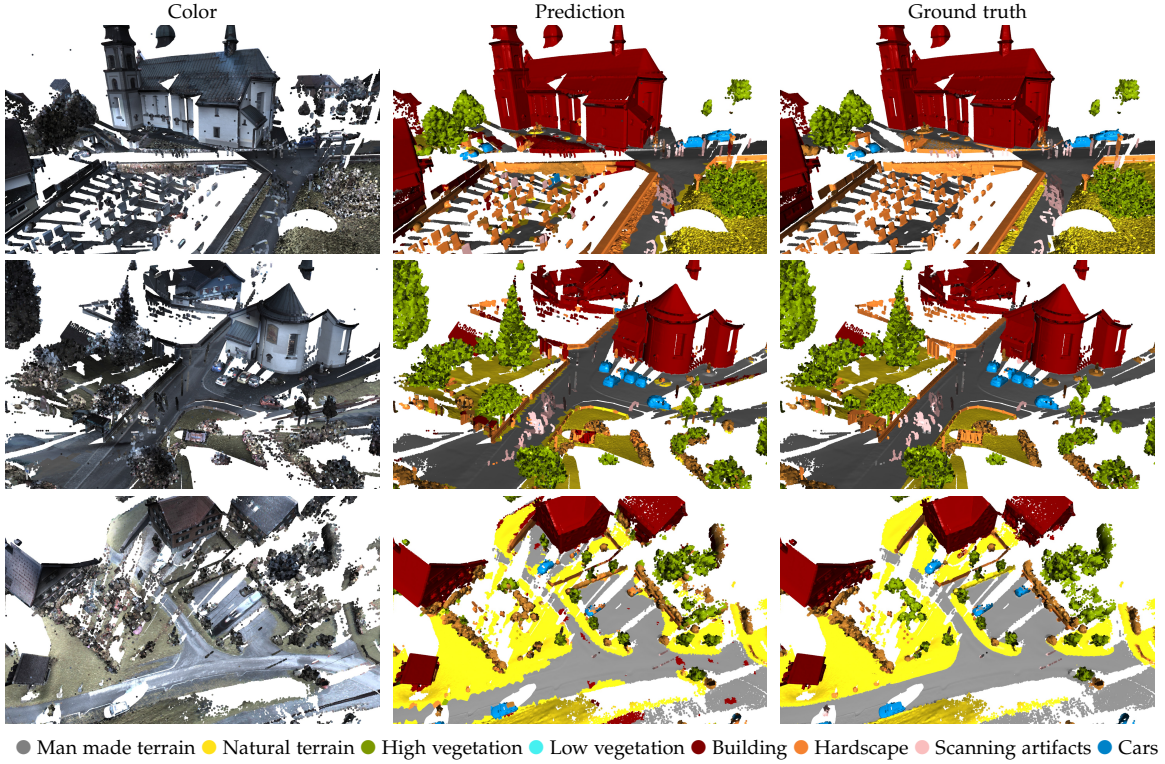 Color Prediction Ground truth
Man made terrain Natural terrain High vegetation Low vegetation Building Hardscape Scanning artifacts Cars